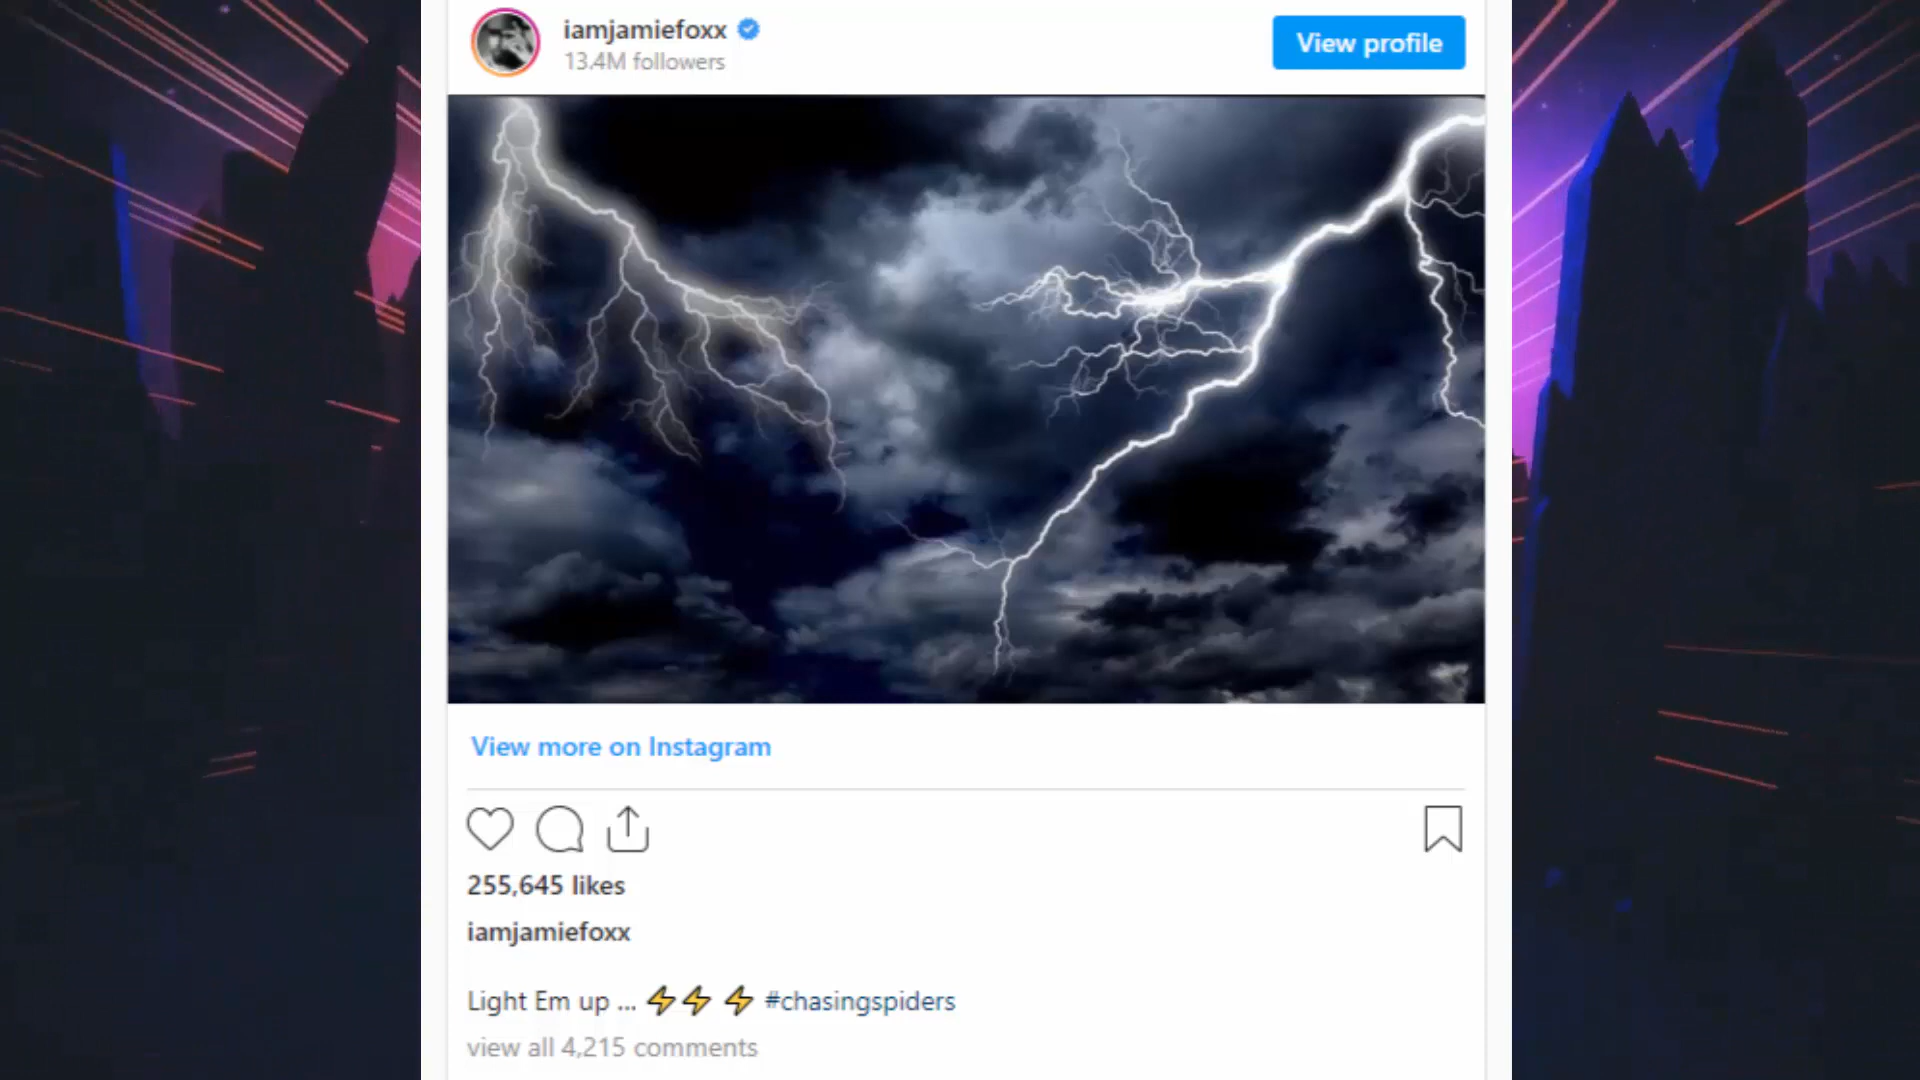 iamjamiefoxx
13.4M followers
View profile
View more on Instagram
255,645 likes
iamjamiefoxx
Light Em up ... ⚡⚡ ⚡ #chasingspiders
view all 4,215 comments